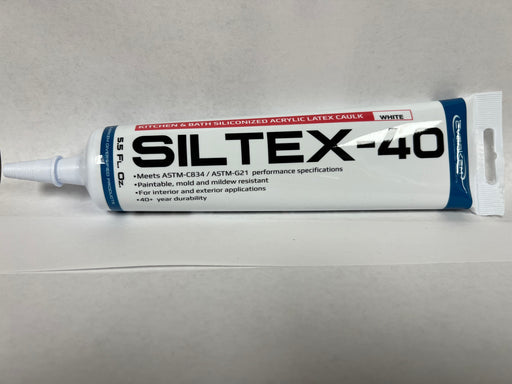 KITCHEN & BATH SILICONIZED ACRYLIC LATEX CAULK WHITE
SILTEX-40
•Meets ASTM-C834 / ASTM-G21 performance specifications
•Paintable, mold and mildew resistant
•For interior and exterior applications
•40+ year durability
5.5 FL. OZ.